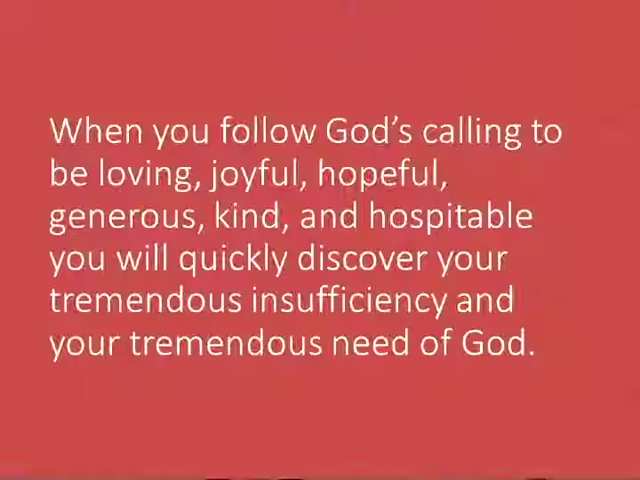 When you follow God’s calling to
be loving, joyful, hopeful,
generous, kind, and hospitable
you will quickly discover your
tremendous insufficiency and
your tremendous need of God.